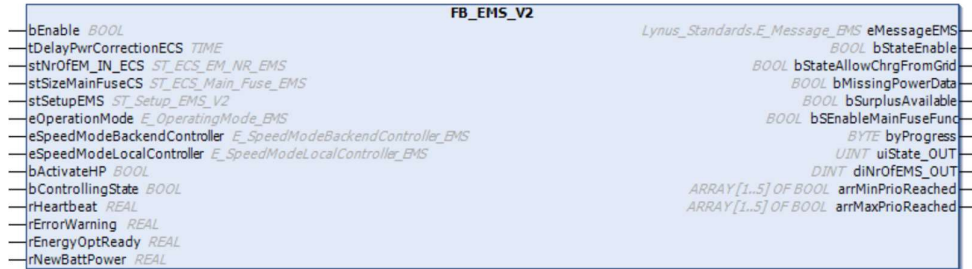 FB_EMS_V2
bEnable BOOL
tDelayPwrCorrectionECS TIME
stNrOfEM_IN_ECS ST_ECS_EM_NR_EMS
stSizeMainFuseCS ST_ECS_Main_Fuse_EMS
stSetupEMS ST_Setup_EMS_V2
eOperationMode E_OperatingMode_EMS
eSpeedModeBackendController E_SpeedModeBackendController_EMS
eSpeedModeLocalController E_SpeedModeLocalController_EMS
bActivateHP BOOL
bControllingState BOOL
rHeartbeat REAL
rErrorWarning REAL
rEnergyOptReady REAL
rNewBattPower REAL
Lynus_Standards.E_Message_EMS eMessageEMS
BOOL bStateEnable
BOOL bStateAllowChrgFromGrid
BOOL bMissingPowerData
BOOL bSurplusAvailable
BOOL bSEnableMainFuseFunc
BYTE byProgress
UINT uiState_OUT
DINT diNrOfEMS_OUT
ARRAY [1..5] OF BOOL arrMinPrioReached
ARRAY [1..5] OF BOOL arrMaxPrioReached